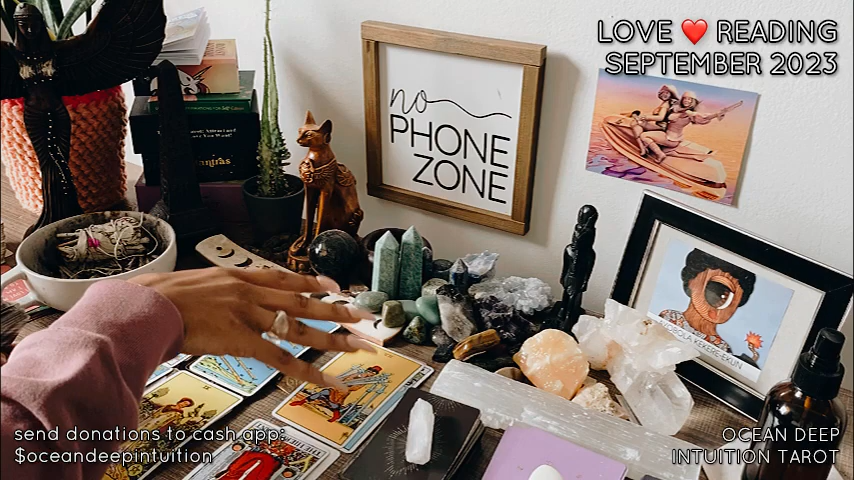 LOVE ❤️ READING
SEPTEMBER 2023
no
PHONE
ZONE
send donations to cash app:
$oceandeepintuition
OCEAN DEEP
INTUITION TAROT